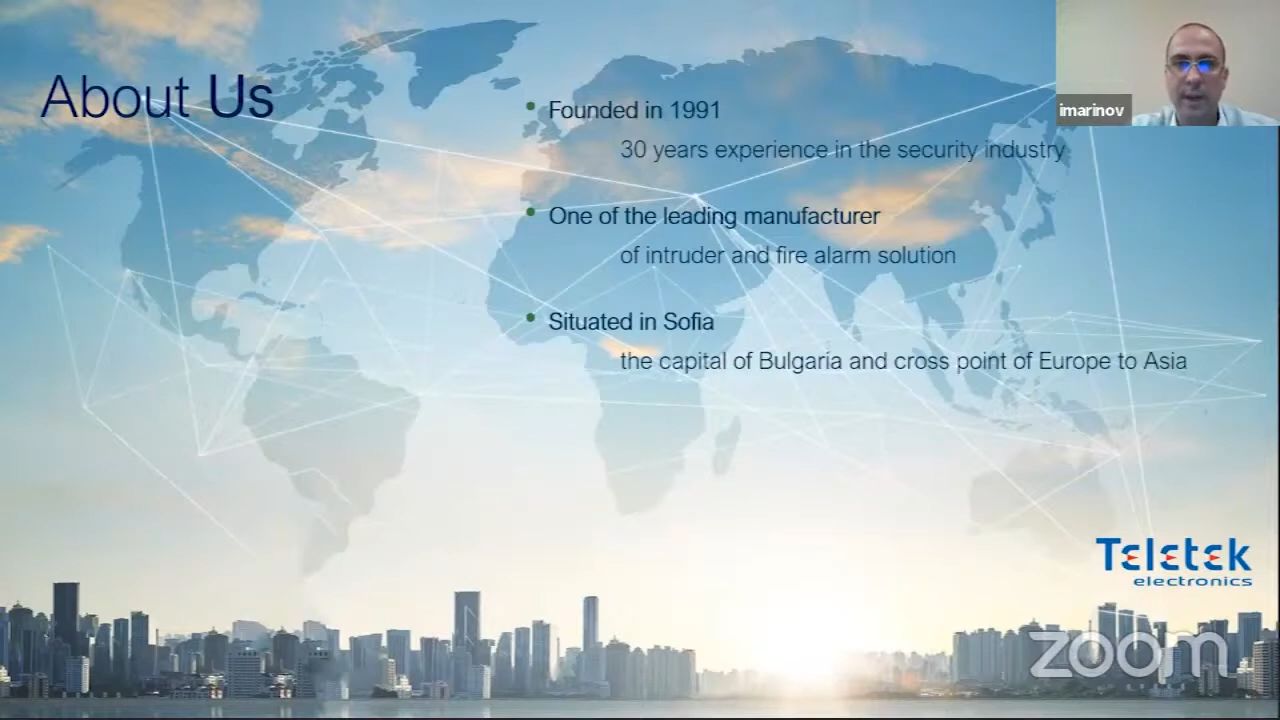 About Us
Founded in 1991
30 years experience in the security industry
One of the leading manufacturer
of intruder and fire alarm solution
Situated in Sofia
the capital of Bulgaria and cross point of Europe to Asia
imarinov
Teletek
electronics
zoom